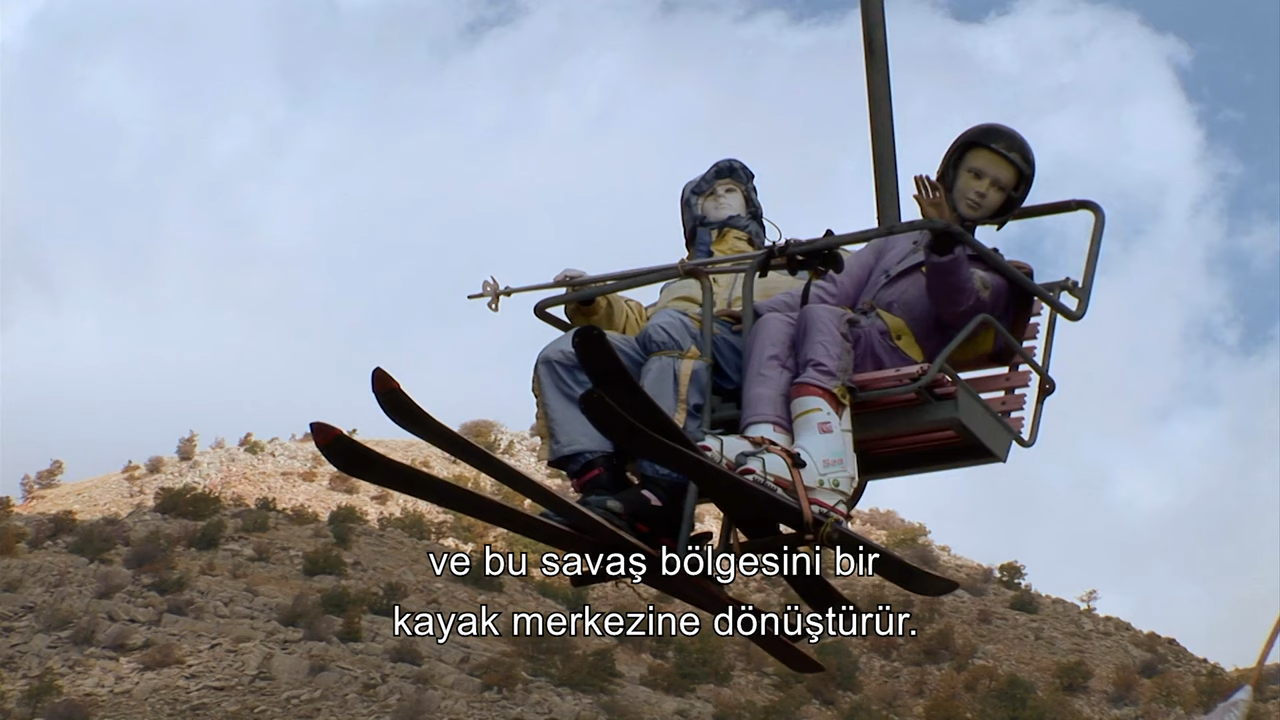 ve bu savaş bölgesini bir
kayak merkezine dönüştürür.